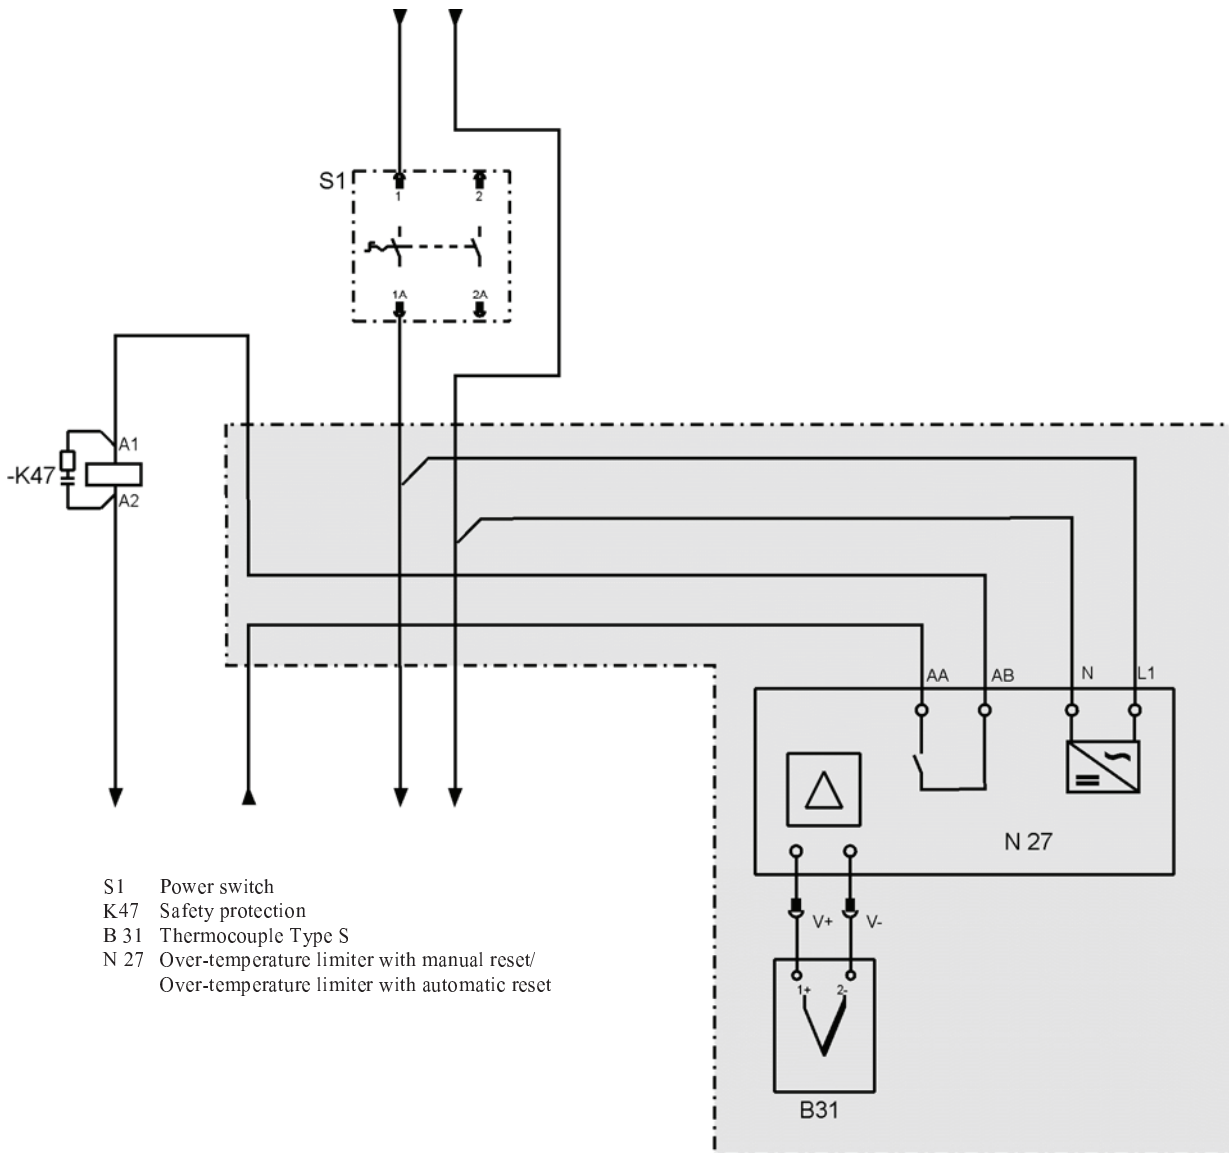 S1
1
2
1A
2A
A1
-K47
A2
AA
AB
N
L1
N 27
V+
V-
1+
2-
B31
S1 Power switch
K47 Safety protection
B 31 Thermocouple Type S
N 27 Over-temperature limiter with manual reset/
Over-temperature limiter with automatic reset